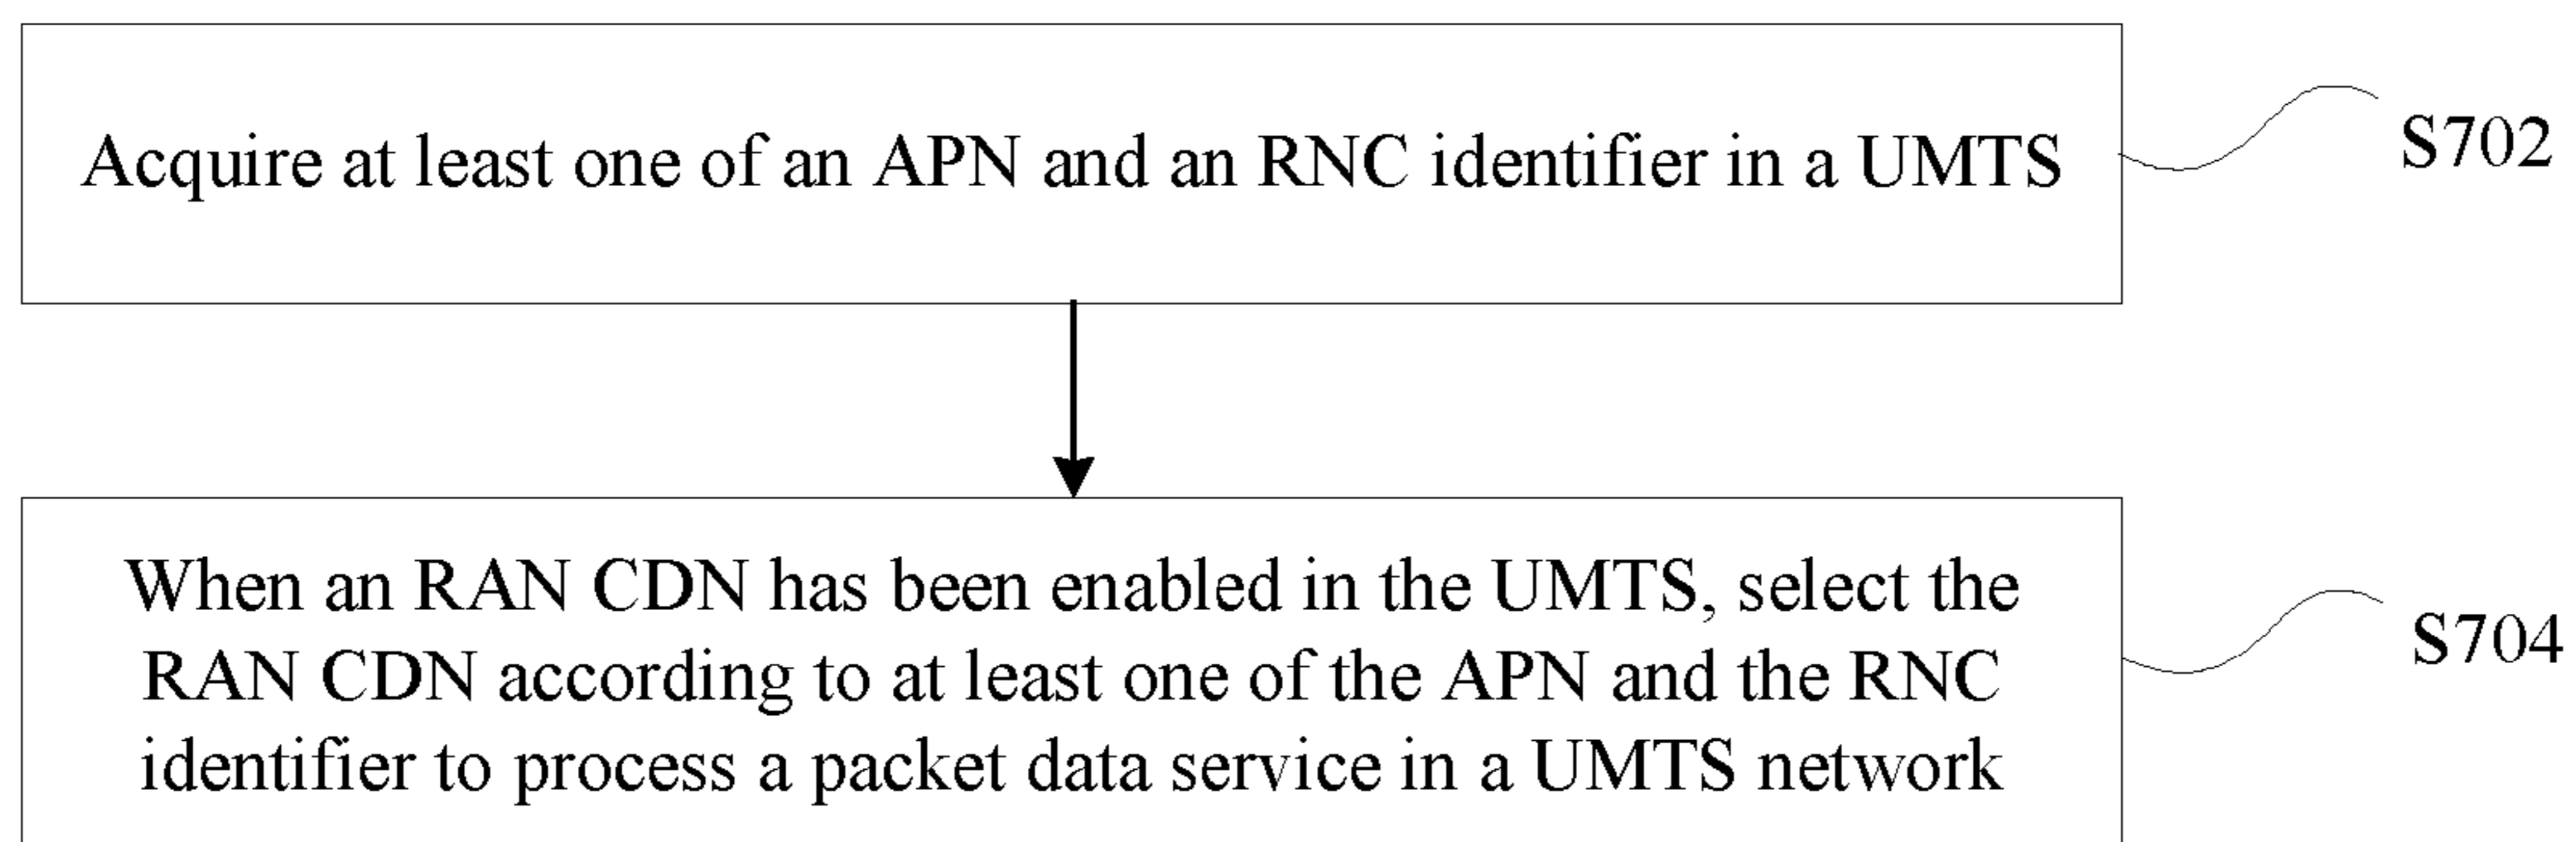 Acquire at least one of an APN and an RNC identifier in a UMTS
S702
When an RAN CDN has been enabled in the UMTS, select the
RAN CDN according to at least one of the APN and the RNC
identifier to process a packet data service in a UMTS network
S704